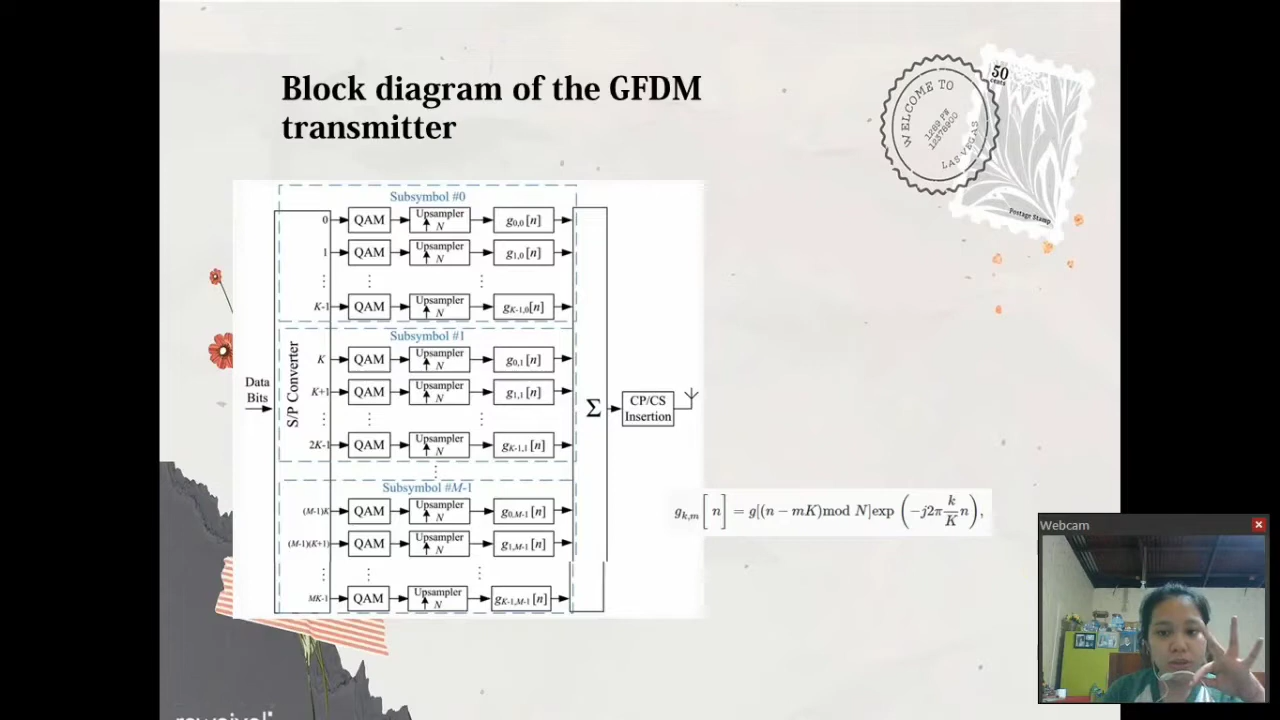 Block diagram of the GFDM
transmitter
WELCOME TO
1269 PW
12378900
LAS VEGAS
50
cents
Postage Stamp
Subsymbol #0
0 QAM Upsampler ↑ N g0,0 [n]
1 QAM Upsampler ↑ N g1,0 [n]
⋮ ⋮ ⋮
K-1 QAM Upsampler ↑ N gK-1,0[n]
Subsymbol #1
K QAM Upsampler ↑ N g0,1 [n]
K+1 QAM Upsampler ↑ N g1,1 [n]
⋮ ⋮ ⋮
2K-1 QAM Upsampler ↑ N gK-1,1 [n]
⋮
Subsymbol #M-1
(M-1)K QAM Upsampler ↑ N g0,M-1 [n]
(M-1)(K+1) QAM Upsampler ↑ N g1,M-1 [n]
⋮ ⋮ ⋮
MK-1 QAM Upsampler ↑ N gK-1,M-1 [n]
Data
Bits
S/P Converter
Σ
CP/CS
Insertion
gk,m[ n] = g[(n − mK)mod N]exp (−j2π k/K n),
Webcam